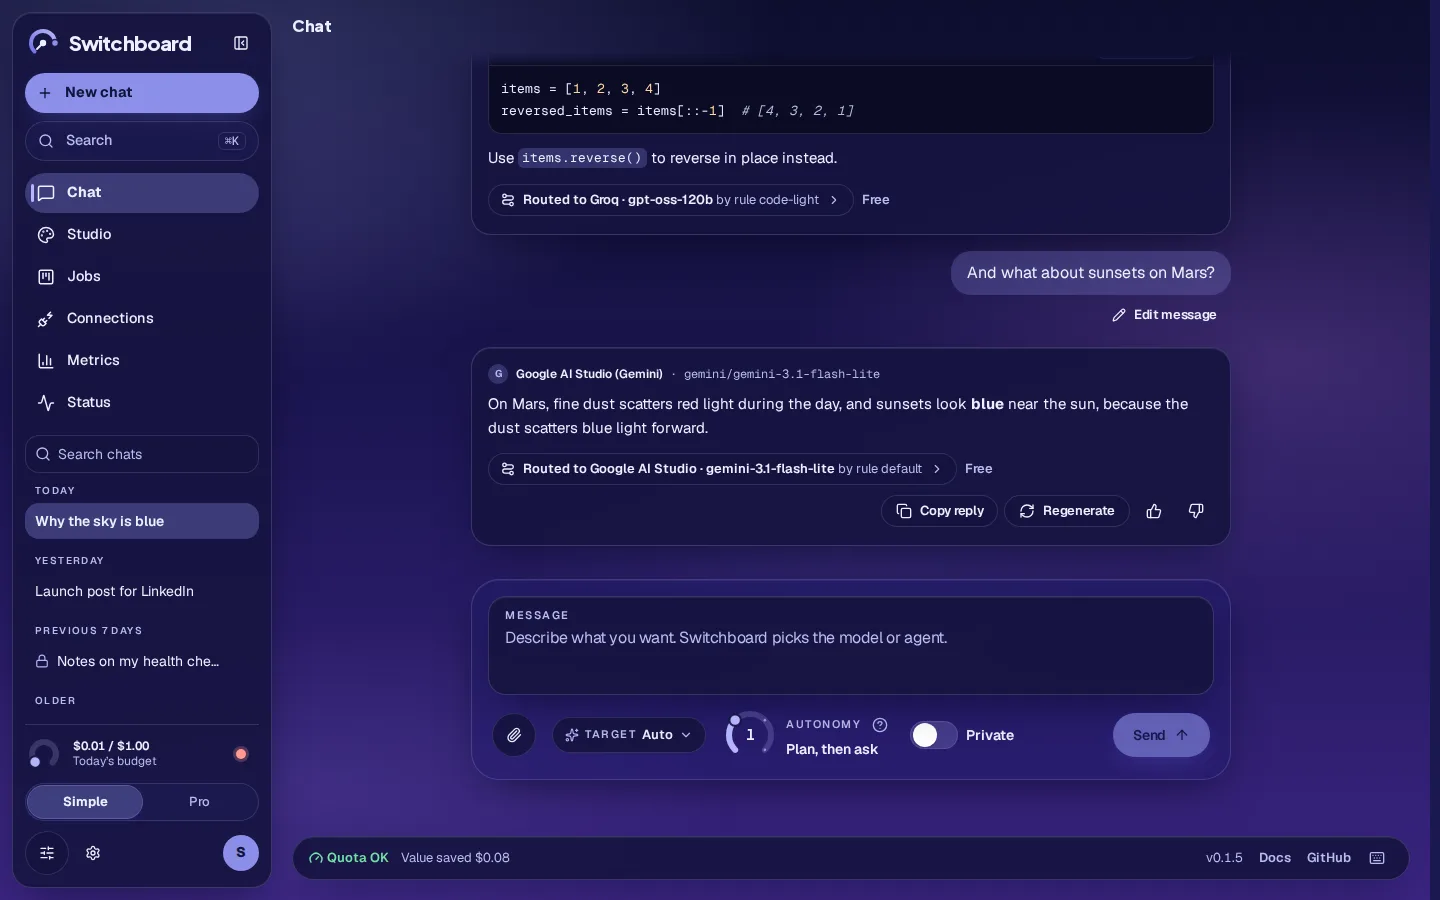 Switchboard
New chat
Search ⌘K
Chat
Studio
Jobs
Connections
Metrics
Status
Search chats
TODAY
Why the sky is blue
YESTERDAY
Launch post for LinkedIn
PREVIOUS 7 DAYS
Notes on my health che...
OLDER
$0.01 / $1.00
Today's budget
Simple Pro
S
Chat
items = [1, 2, 3, 4]
reversed_items = items[::-1]  # [4, 3, 2, 1]
Use items.reverse() to reverse in place instead.
Routed to Groq · gpt-oss-120b by rule code-light > Free
And what about sunsets on Mars?
Edit message
G Google AI Studio (Gemini) · gemini/gemini-3.1-flash-lite
On Mars, fine dust scatters red light during the day, and sunsets look blue near the sun, because the
dust scatters blue light forward.
Routed to Google AI Studio · gemini-3.1-flash-lite by rule default > Free
Copy reply Regenerate
MESSAGE
Describe what you want. Switchboard picks the model or agent.
TARGET Auto 1 AUTONOMY ? Private Send
Plan, then ask
Quota OK Value saved $0.08 v0.1.5 Docs GitHub